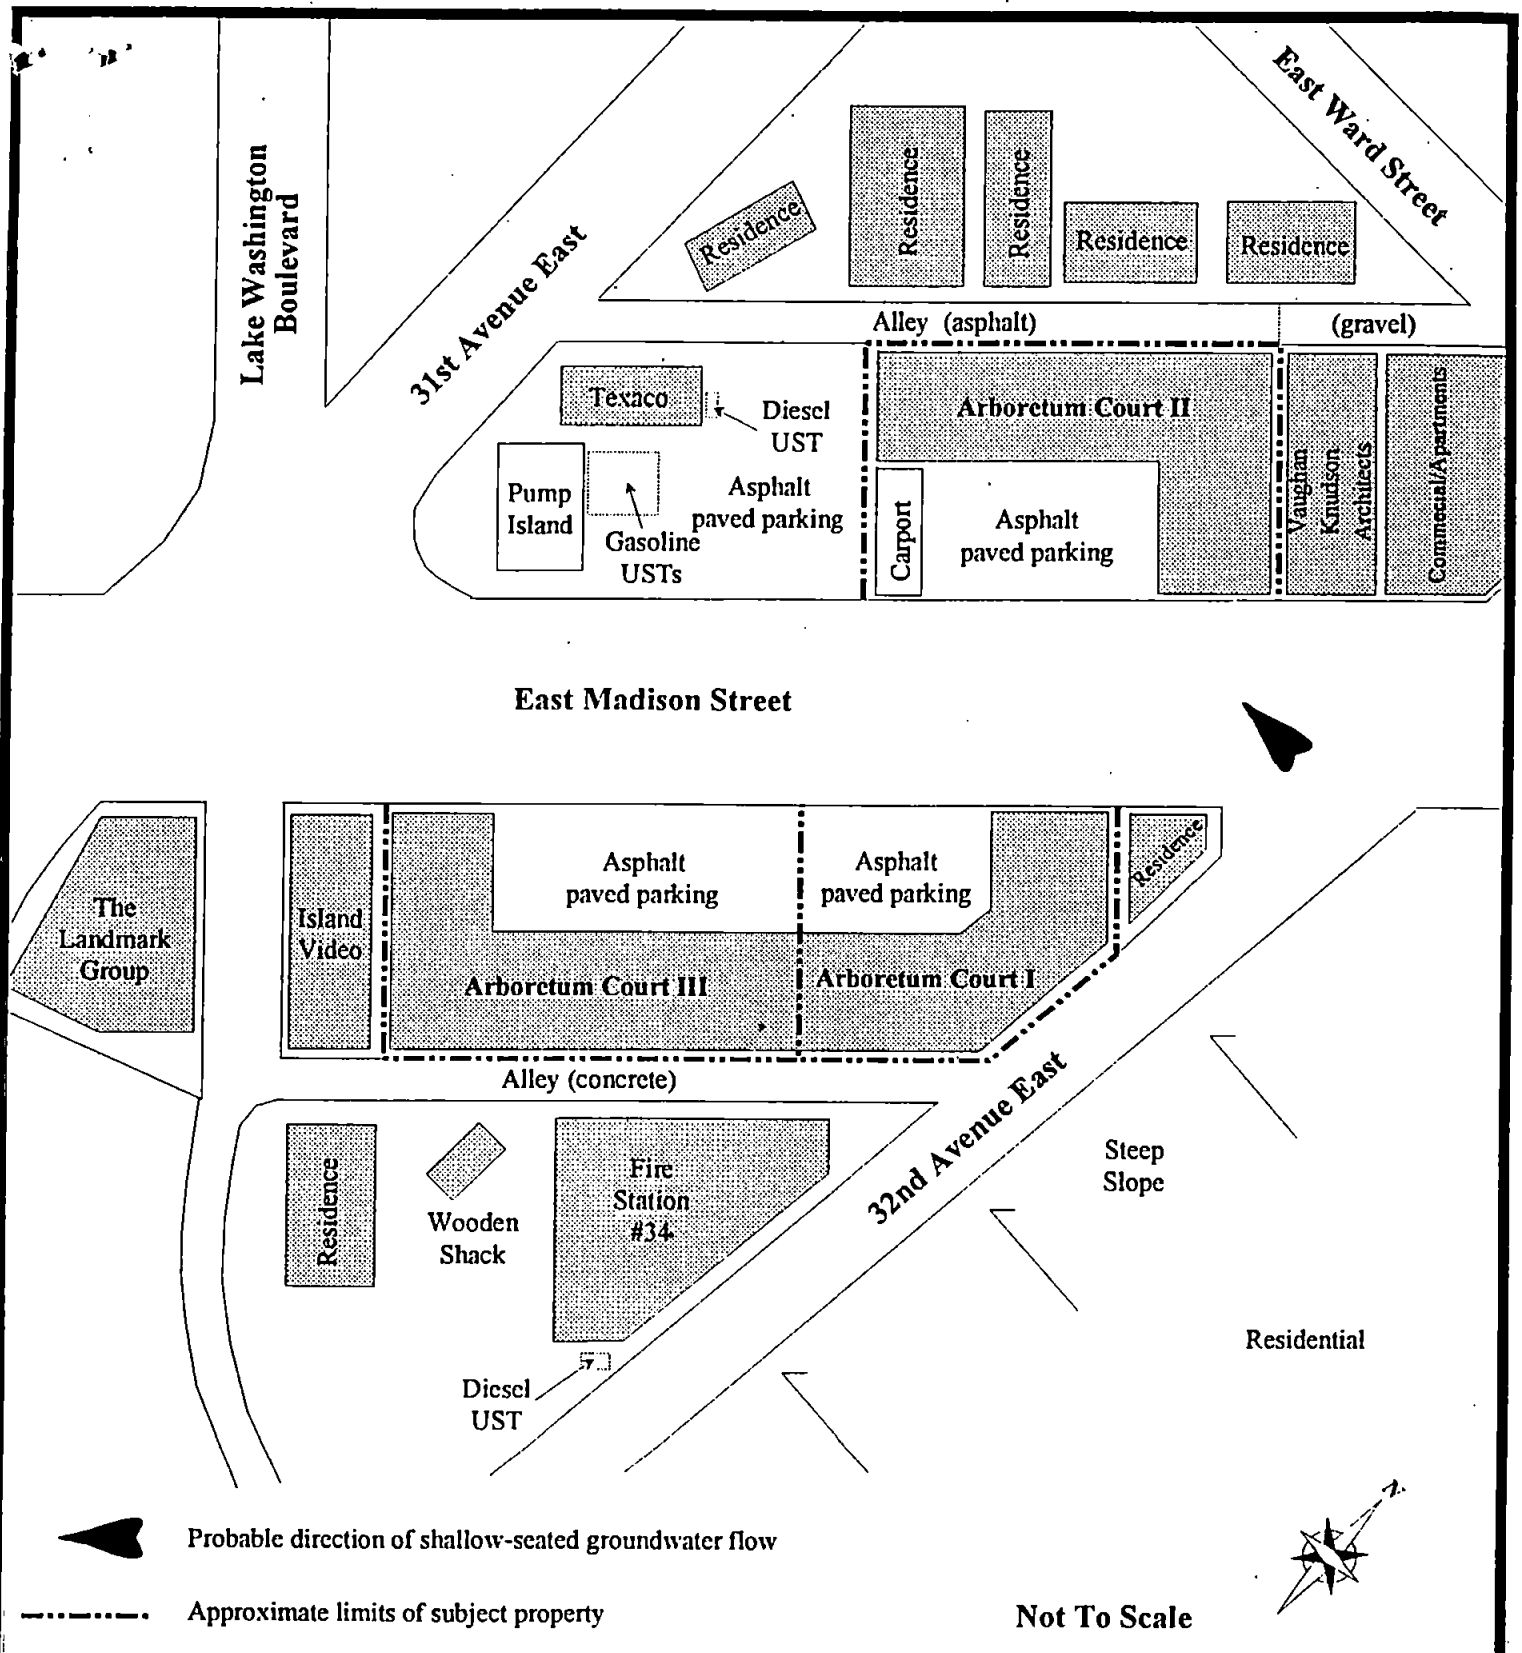 East Ward Street
Lake Washington
Boulevard
31st Avenue East
Residence
Residence
Residence
Residence
Residence
Alley (asphalt)
(gravel)
Texaco
Diesel
UST
Arboretum Court II
Vaughan
Knudson
Architects
Commecial/Apartments
Pump
Island
Gasoline
USTs
Asphalt
paved parking
Carport
Asphalt
paved parking
East Madison Street
The
Landmark
Group
Island
Video
Asphalt
paved parking
Asphalt
paved parking
Residence
Arboretum Court III
Arboretum Court I
Alley (concrete)
32nd Avenue East
Residence
Wooden
Shack
Fire
Station
#34
Steep
Slope
Residential
Diesel
UST
N
Probable direction of shallow-seated groundwater flow
Approximate limits of subject property
Not To Scale